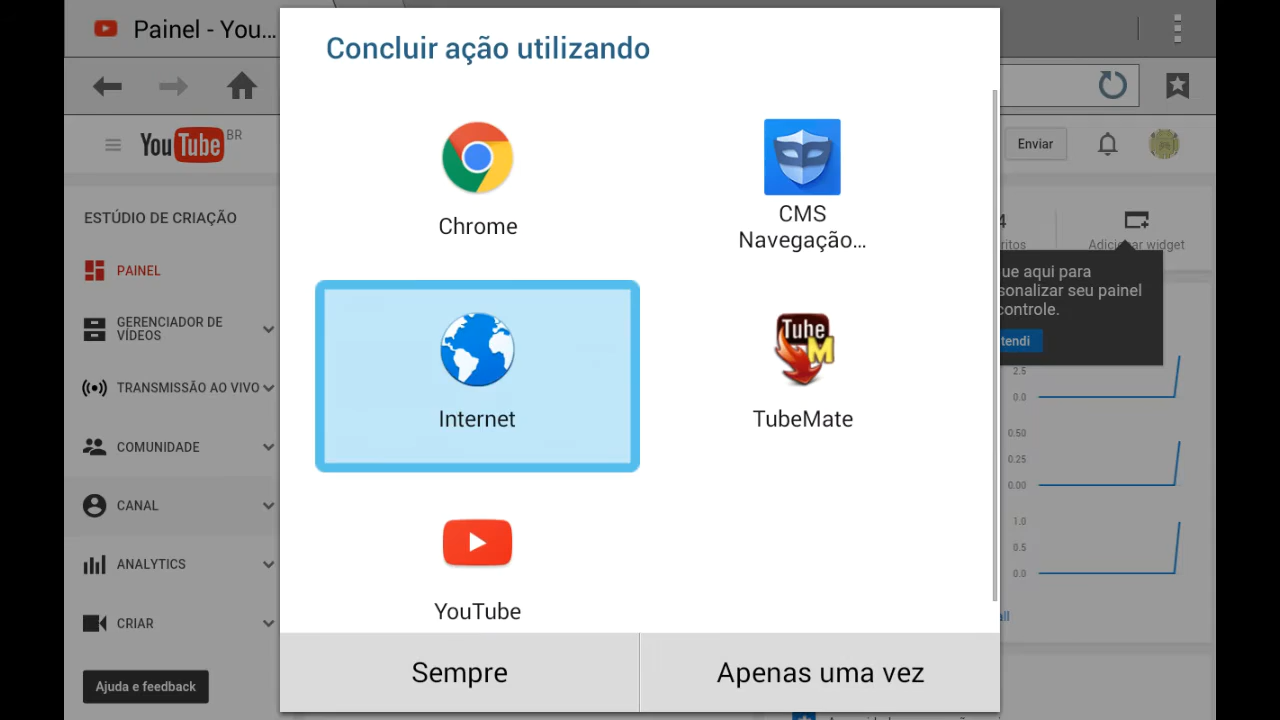 Painel - You...
YouTube BR
Enviar
ESTÚDIO DE CRIAÇÃO
PAINEL
GERENCIADOR DE
VÍDEOS
TRANSMISSÃO AO VIVO
COMUNIDADE
CANAL
ANALYTICS
CRIAR
Ajuda e feedback
Concluir ação utilizando
Chrome
CMS
Navegação...
Internet
TubeMate
YouTube
Sempre
Apenas uma vez
4
Adicionar widget
ue aqui para
sonalizar seu painel
controle.
tendi
2.5
0.0
0.50
0.25
0.00
1.0
0.5
0.0